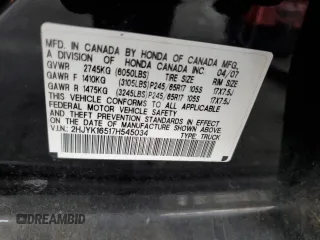 MFD. IN CANADA BY HONDA OF CANADA MFG.,
A DIVISION OF HONDA CANADA INC. 04/07
GVWR 2745KG (6050LBS) TIRE SIZE RIM SIZE
GAWR F 1410KG (3105LBS) P245/65R17 105S 17X7.5J
GAWR R 1475KG (3245LBS) P245/65R17 105S 17X7.5J
THIS VEHICLE CONFORMS TO ALL APPLICABLE
FEDERAL MOTOR VEHICLE SAFETY
AND THEFT PREVENTION STANDARDS IN EFFECT
ON THE DATE OF MANUFACTURE SHOWN ABOVE.
V.I.N.: 2HJYK16517H545034 TYPE: TRUCK
EPICAMBID